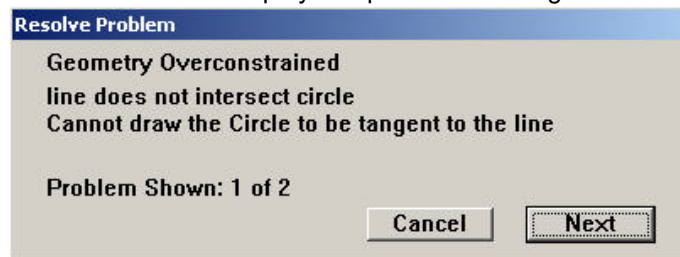 Resolve Problem
Geometry Overconstrained
line does not intersect circle
Cannot draw the Circle to be tangent to the line
Problem Shown: 1 of 2
Cancel Next